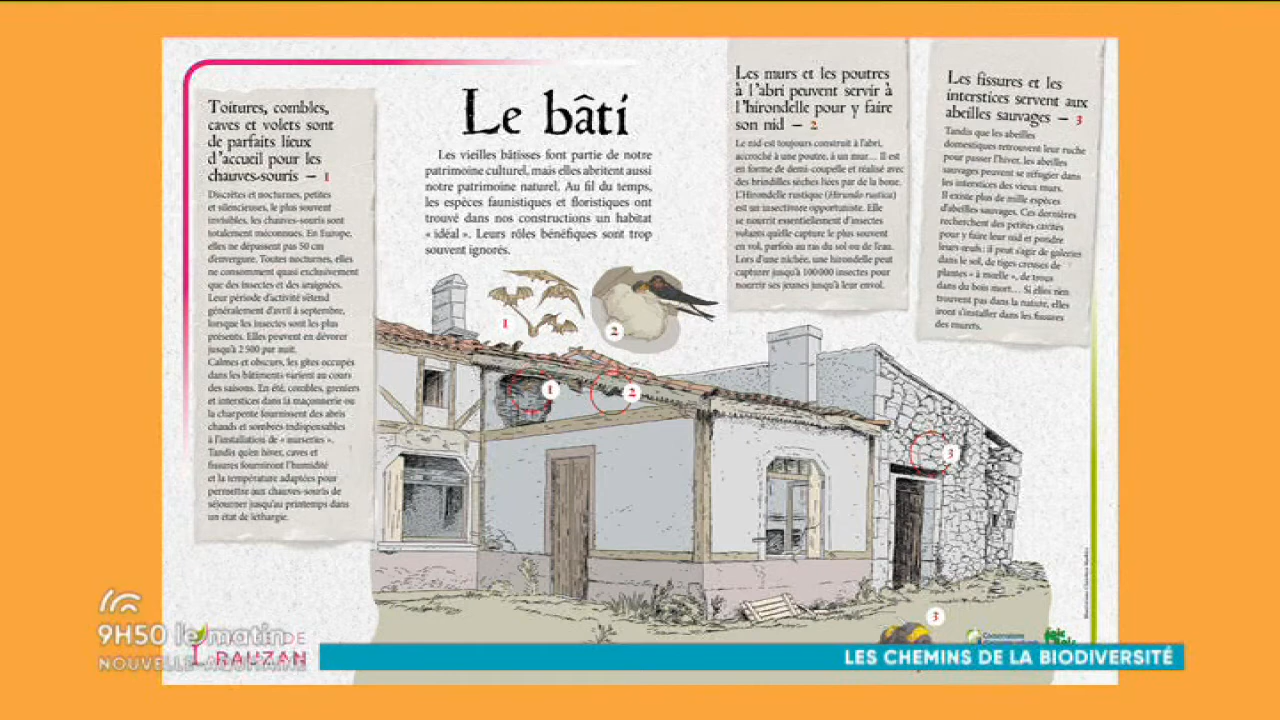 Toitures, combles,
caves et volets sont
de parfaits lieux
d'accueil pour les
chauves-souris – 1
Discrètes et nocturnes, petites
et silencieuses, le plus souvent
invisibles, les chauves-souris sont
totalement méconnues. En Europe,
elles ne dépassent pas 50 cm
d'envergure. Toutes nocturnes, elles
ne consomment quasi exclusivement
que des insectes et des araignées.
Leur période d'activité s'étend
généralement d'avril à septembre,
lorsque les insectes sont les plus
présents. Elles peuvent en dévorer
jusqu'à 2 500 par nuit.
Calmes et obscurs, les gîtes occupés
dans les bâtiments varient au cours
des saisons. En été, combles, greniers
et interstices dans la maçonnerie ou
la charpente fournissent des abris
chauds et sombres indispensables
à l'installation de « nurseries ».
Tandis qu'en hiver, caves et
fissures fourniront l'humidité
et la température adaptées pour
permettre aux chauves-souris de
séjourner jusqu'au printemps dans
un état de léthargie.
Le bâti
Les vieilles bâtisses font partie de notre
patrimoine culturel, mais elles abritent aussi
notre patrimoine naturel. Au fil du temps,
les espèces faunistiques et floristiques ont
trouvé dans nos constructions un habitat
« idéal ». Leurs rôles bénéfiques sont trop
souvent ignorés.
Les murs et les poutres
à l'abri peuvent servir à
l'hirondelle pour y faire
son nid – 2
Le nid est toujours construit à l'abri,
accroché à une poutre, à un mur... Il est
en forme de demi-coupelle et réalisé avec
des brindilles sèches liées par de la boue.
L'Hirondelle rustique (Hirundo rustica)
est un insectivore opportuniste. Elle
se nourrit essentiellement d'insectes
volants qu'elle capture le plus souvent
en vol, parfois au ras du sol ou de l'eau.
Lors d'une nichée, une hirondelle peut
capturer jusqu'à 100 000 insectes pour
nourrir ses jeunes jusqu'à leur envol.
Les fissures et les
interstices servent aux
abeilles sauvages – 3
Tandis que les abeilles
domestiques retrouvent leur ruche
pour passer l'hiver, les abeilles
sauvages peuvent se réfugier dans
les interstices des vieux murs.
Il existe plus de mille espèces
d'abeilles sauvages. Ces dernières
recherchent des petites cavités
pour y faire leur nid et pondre
leurs œufs : il peut s'agir de galeries
dans le sol, de tiges creuses de
plantes « à moelle », de trous
dans du bois mort... Si elles n'en
trouvent pas dans la nature, elles
iront s'installer dans les fissures
des murets.
1
2
1
2
3
3
9H50 le matin
NOUVELLE-AQUITAINE
DE
RAUZAN
LES CHEMINS DE LA BIODIVERSITÉ